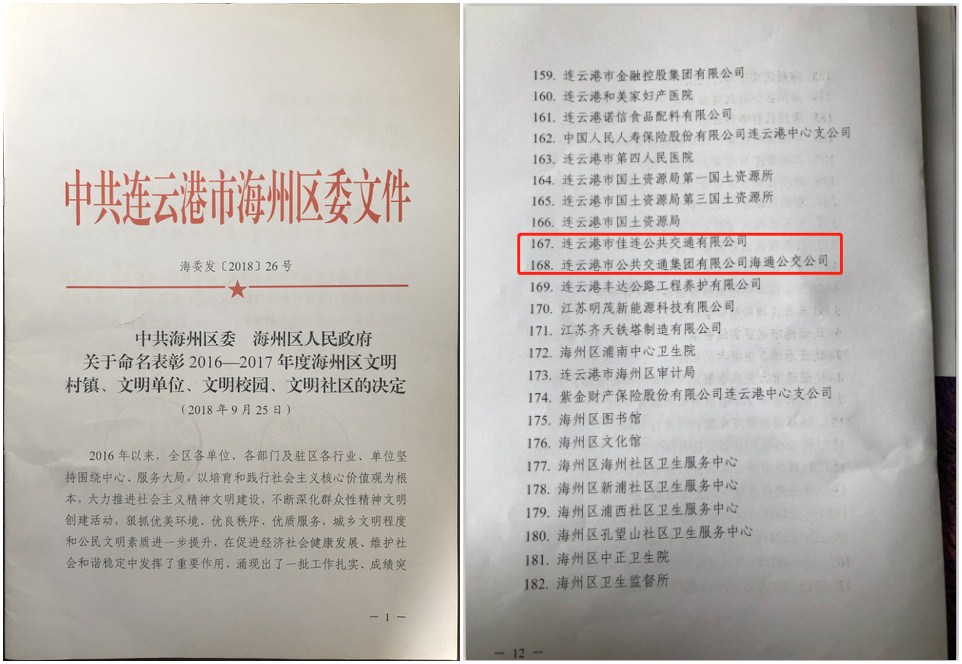 中共连云港市海州区委文件
海委发〔2018〕26号
中共海州区委 海州区人民政府
关于命名表彰2016—2017年度海州区文明
村镇、文明单位、文明校园、文明社区的决定
（2018年9月25日）
2016年以来，全区各单位、各部门及驻区各行业、单位坚
持围绕中心、服务大局，以培育和践行社会主义核心价值观为根
本，大力推进社会主义精神文明建设，不断深化群众性精神文明
创建活动，狠抓优美环境，优良秩序、优质服务，城乡文明程度
和公民文明素质进一步提升，在促进经济社会健康发展、维护社
会和谐稳定中发挥了重要作用，涌现出了一批工作扎实、成绩突
— 1 —
159. 连云港市金融控股集团有限公司
160. 连云港和美家妇产医院
161. 连云港诺信食品配料有限公司
162. 中国人民人寿保险股份有限公司连云港中心支公司
163. 连云港市第四人民医院
164. 连云港市国土资源局第一国土资源所
165. 连云港市国土资源局第三国土资源所
166. 连云港市国土资源局
167. 连云港市佳连公共交通有限公司
168. 连云港市公共交通集团有限公司海通公交公司
169. 连云港丰达公路工程养护有限公司
170. 江苏明茂新能源科技有限公司
171. 江苏齐天铁塔制造有限公司
172. 海州区浦南中心卫生院
173. 连云港市海州区审计局
174. 紫金财产保险股份有限公司连云港中心支公司
175. 海州区图书馆
176. 海州区文化馆
177. 海州区海州社区卫生服务中心
178. 海州区新浦社区卫生服务中心
179. 海州区浦西社区卫生服务中心
180. 海州区孔望山社区卫生服务中心
181. 海州区中正卫生院
182. 海州区卫生监督所
— 12 —